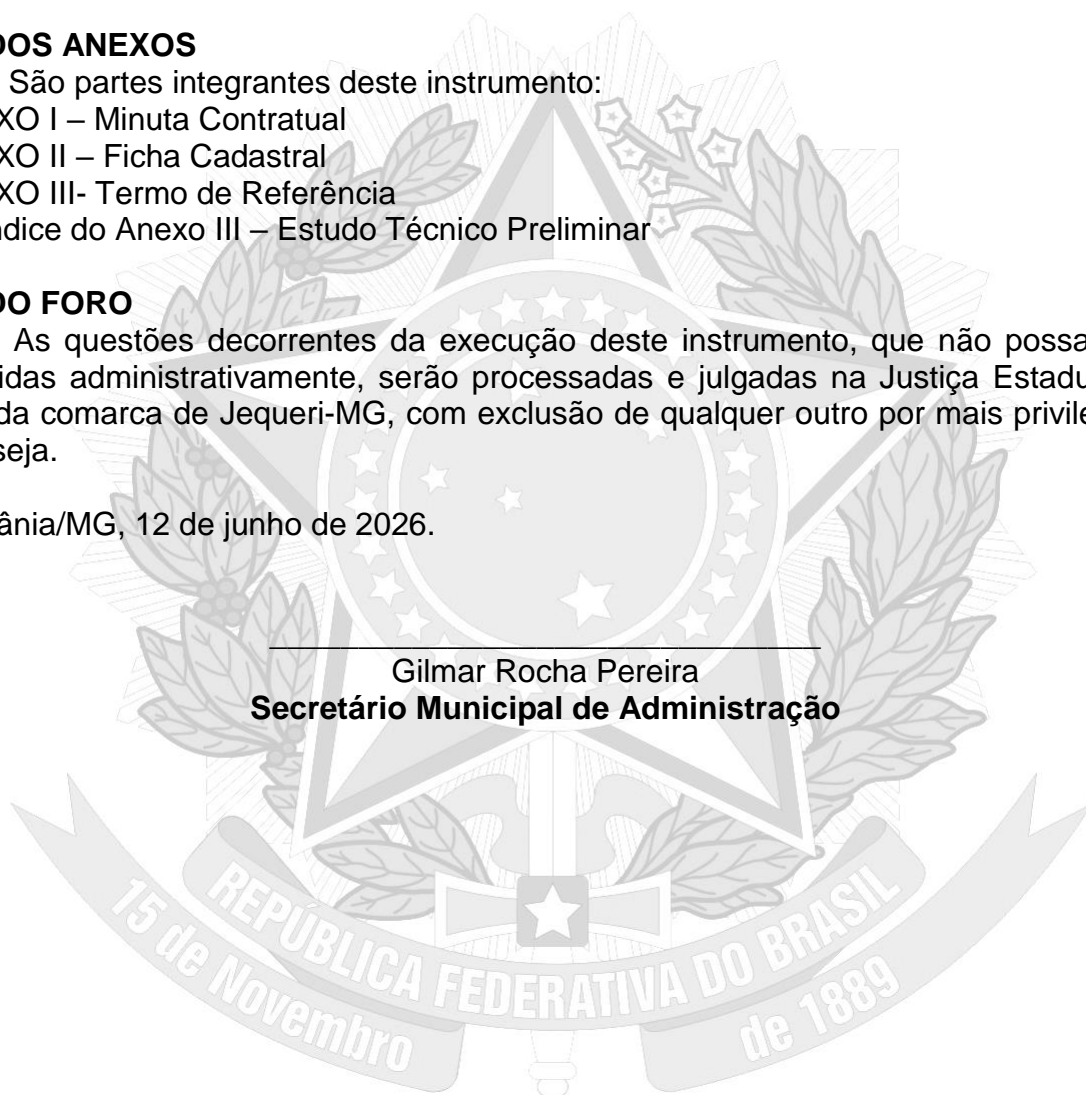 DOS ANEXOS
São partes integrantes deste instrumento:
XO I – Minuta Contratual
XO II – Ficha Cadastral
XO III- Termo de Referência
ndice do Anexo III – Estudo Técnico Preliminar
DO FORO
As questões decorrentes da execução deste instrumento, que não possa
idas administrativamente, serão processadas e julgadas na Justiça Estadu
da comarca de Jequeri-MG, com exclusão de qualquer outro por mais privile
seja.
ânia/MG, 12 de junho de 2026.
Gilmar Rocha Pereira
Secretário Municipal de Administração
REPÚBLICA FEDERATIVA DO BRASIL
15 de Novembro
de 1889